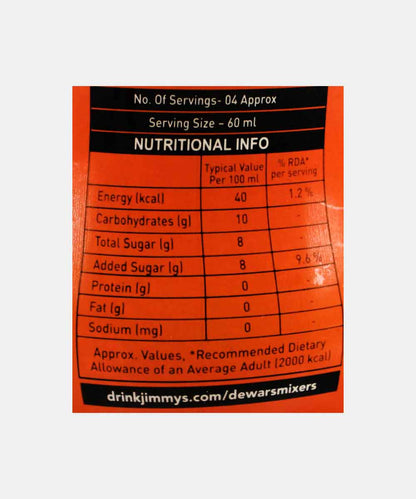 No. Of Servings- 04 Approx
Serving Size – 60 ml
NUTRITIONAL INFO
Typical Value Per 100 ml % RDA* per serving
Energy (kcal) 40 1.2 %
Carbohydrates (g) 10 -
Total Sugar (g) 8 -
Added Sugar (g) 8 9.6 %
Protein (g) 0 -
Fat (g) 0 -
Sodium (mg) 0 -
Approx. Values, *Recommended Dietary
Allowance of an Average Adult (2000 kcal)
drinkjimmys.com/dewarsmixers